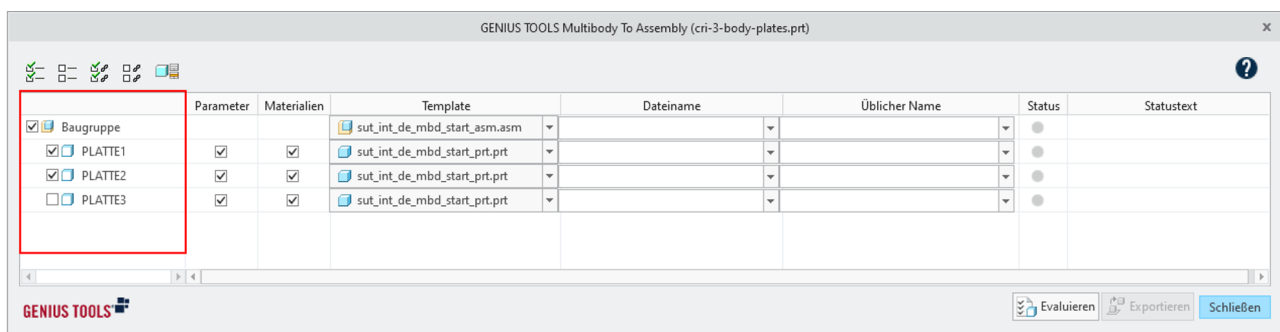 GENIUS TOOLS Multibody To Assembly (cri-3-body-plates.prt) x
?
Parameter Materialien Template Dateiname Üblicher Name Status Statustext
Baugruppe sut_int_de_mbd_start_asm.asm
PLATTE1 sut_int_de_mbd_start_prt.prt
PLATTE2 sut_int_de_mbd_start_prt.prt
PLATTE3 sut_int_de_mbd_start_prt.prt
GENIUS TOOLS Evaluieren Exportieren Schließen